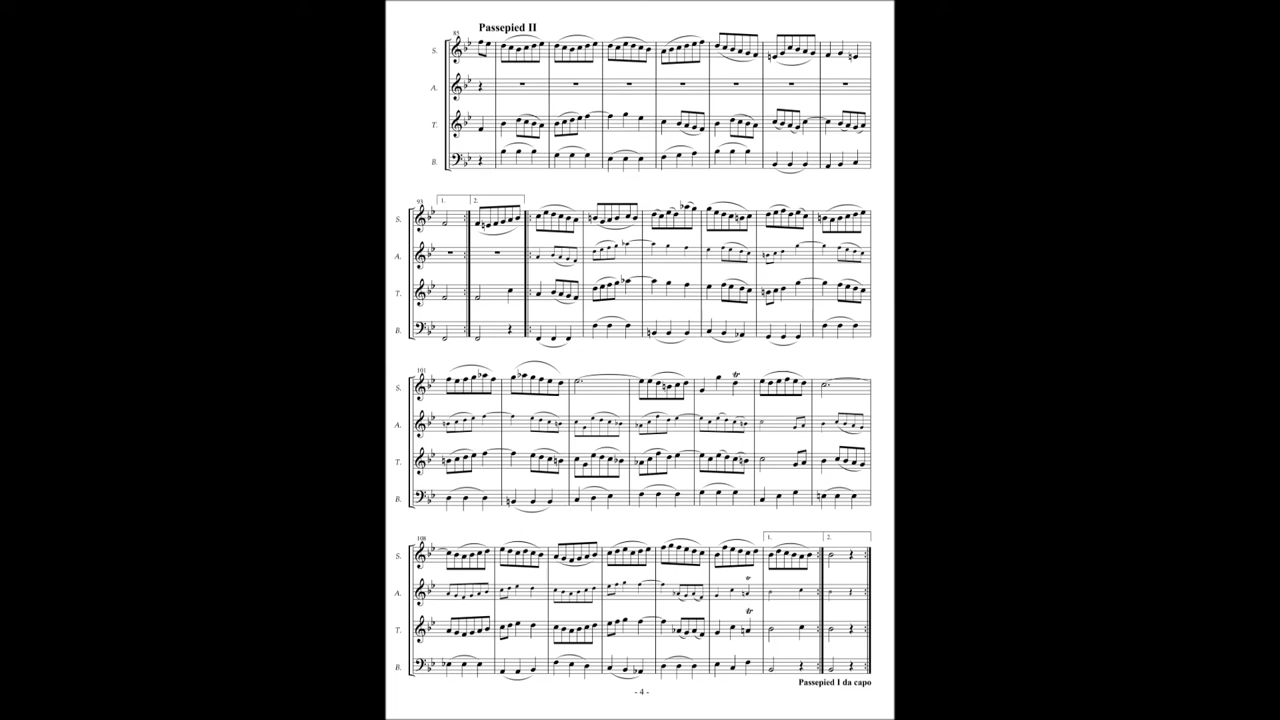 Passepied II
85
S.
A.
T.
B.
93
1.
2.
S.
A.
T.
B.
101
S.
A.
T.
B.
108
1.
2.
S.
A.
T.
B.
Passepied I da capo
- 4 -